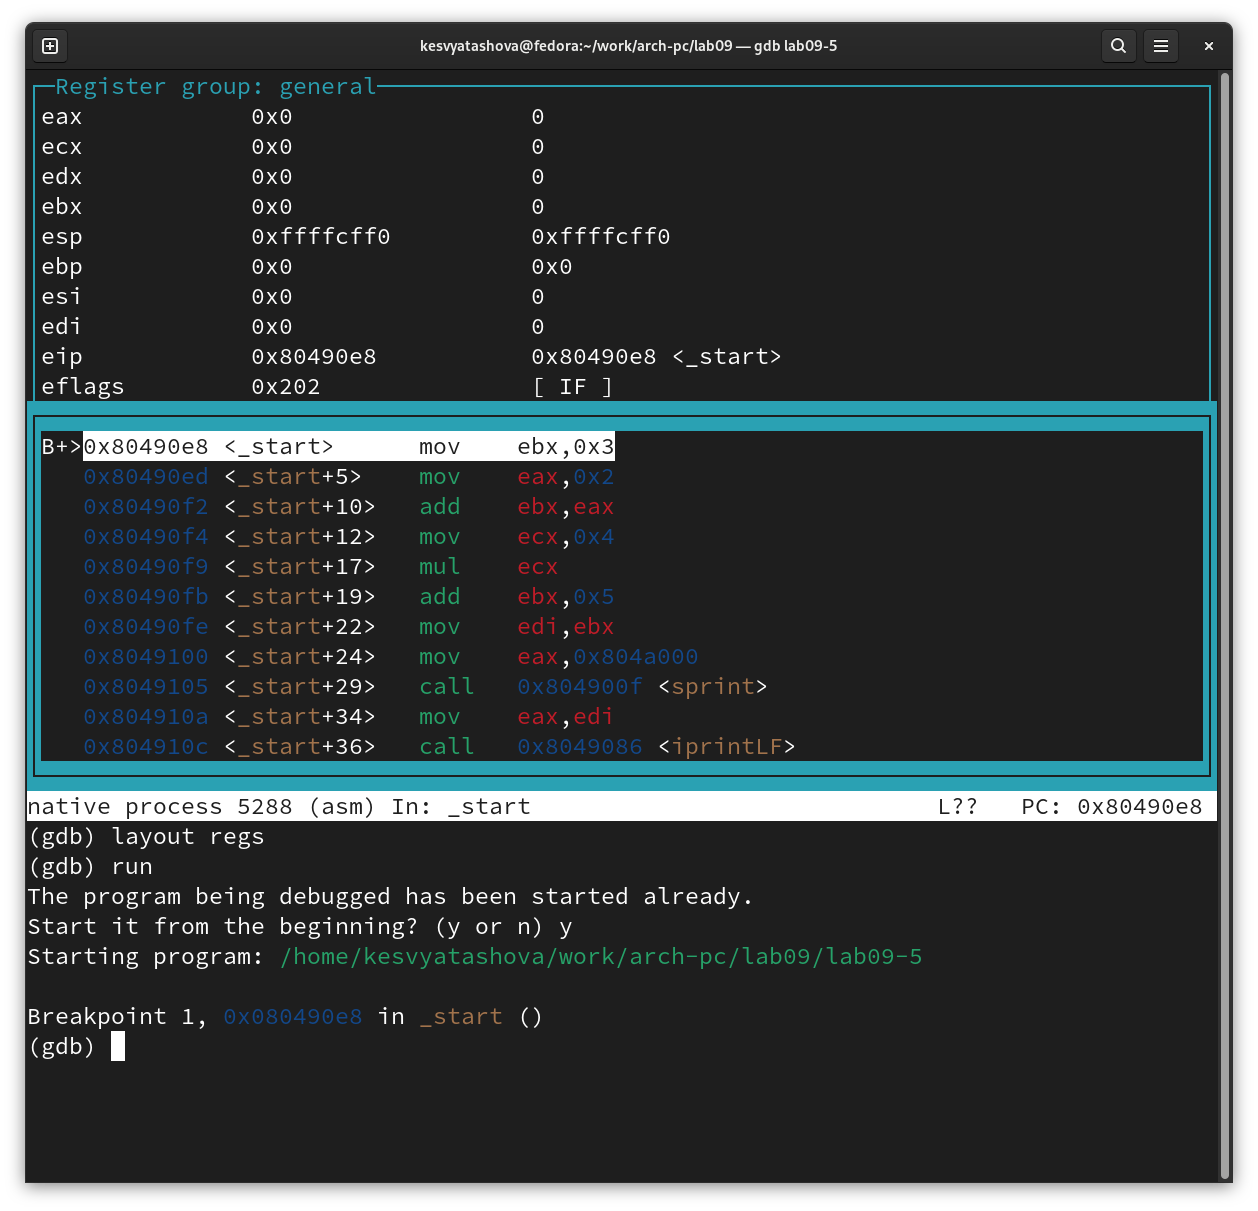 kesvyatashova@fedora:~/work/arch-pc/lab09 — gdb lab09-5
Register group: general
eax 0x0 0
ecx 0x0 0
edx 0x0 0
ebx 0x0 0
esp 0xffffcff0 0xffffcff0
ebp 0x0 0x0
esi 0x0 0
edi 0x0 0
eip 0x80490e8 0x80490e8 <_start>
eflags 0x202 [ IF ]
B+>0x80490e8 <_start> mov ebx,0x3
0x80490ed <_start+5> mov eax,0x2
0x80490f2 <_start+10> add ebx,eax
0x80490f4 <_start+12> mov ecx,0x4
0x80490f9 <_start+17> mul ecx
0x80490fb <_start+19> add ebx,0x5
0x80490fe <_start+22> mov edi,ebx
0x8049100 <_start+24> mov eax,0x804a000
0x8049105 <_start+29> call 0x804900f <sprint>
0x804910a <_start+34> mov eax,edi
0x804910c <_start+36> call 0x8049086 <iprintLF>
native process 5288 (asm) In: _start L?? PC: 0x80490e8
(gdb) layout regs
(gdb) run
The program being debugged has been started already.
Start it from the beginning? (y or n) y
Starting program: /home/kesvyatashova/work/arch-pc/lab09/lab09-5
Breakpoint 1, 0x080490e8 in _start ()
(gdb)